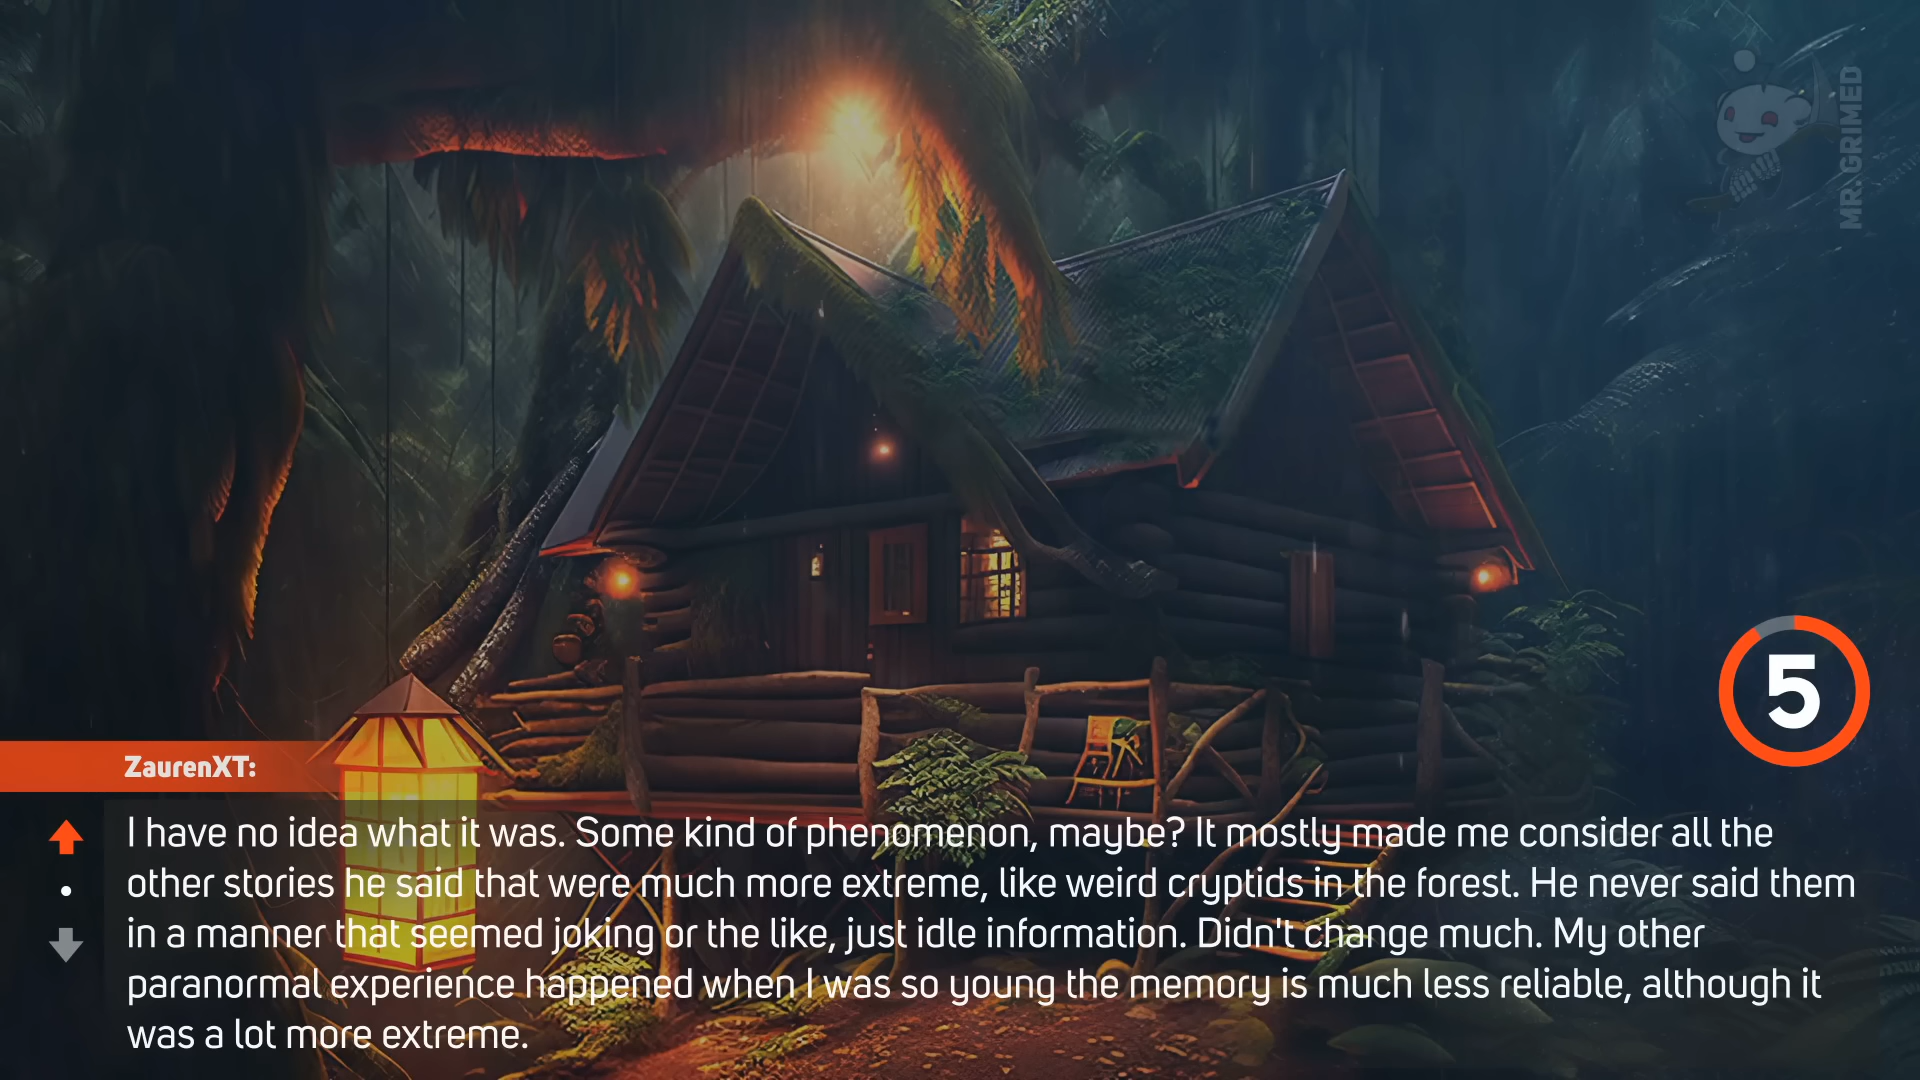 MR.GRIMED
5
ZaurenXT:
I have no idea what it was. Some kind of phenomenon, maybe? It mostly made me consider all the
other stories he said that were much more extreme, like weird cryptids in the forest. He never said them
in a manner that seemed joking or the like, just idle information. Didn't change much. My other
paranormal experience happened when I was so young the memory is much less reliable, although it
was a lot more extreme.